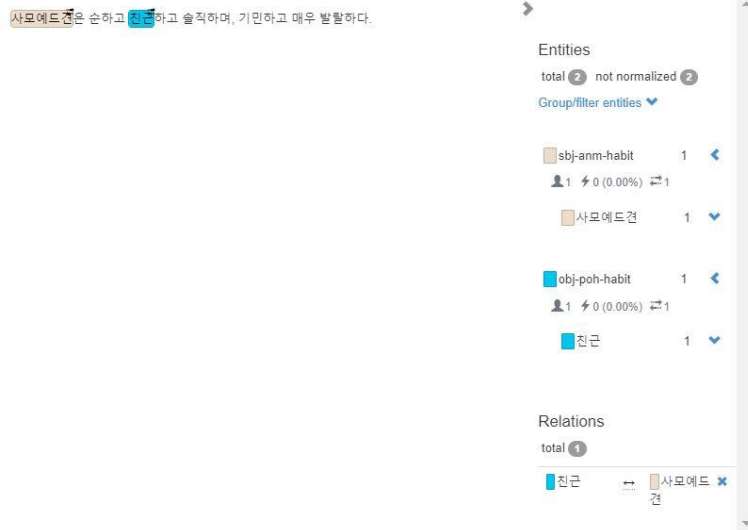 사모예드견은 순하고 친근하고 솔직하며, 기민하고 매우 발랄하다.
Entities
total 2 not normalized 2
Group/filter entities
sbj-anm-habit 1
1 0 (0.00%) 1
사모예드견 1
obj-poh-habit 1
1 0 (0.00%) 1
친근 1
Relations
total 1
친근 ↔ 사모예드
견